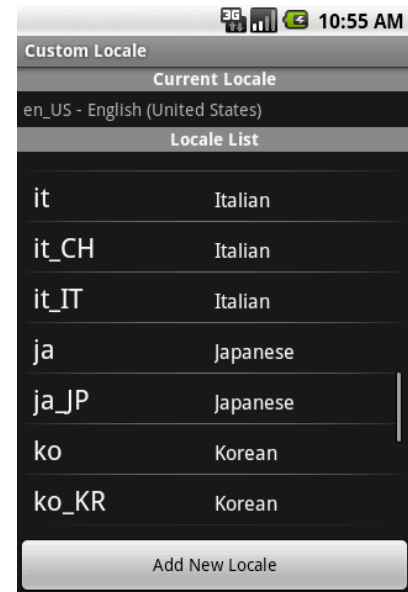 3G 10:55 AM
Custom Locale
Current Locale
en_US - English (United States)
Locale List
it Italian
it_CH Italian
it_IT Italian
ja Japanese
ja_JP Japanese
ko Korean
ko_KR Korean
Add New Locale